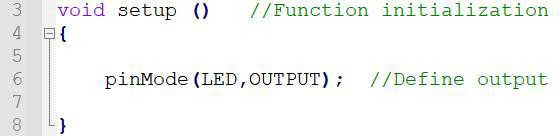 3 void setup () //Function initialization
4 {
5
6 pinMode(LED,OUTPUT); //Define output
7
8 }